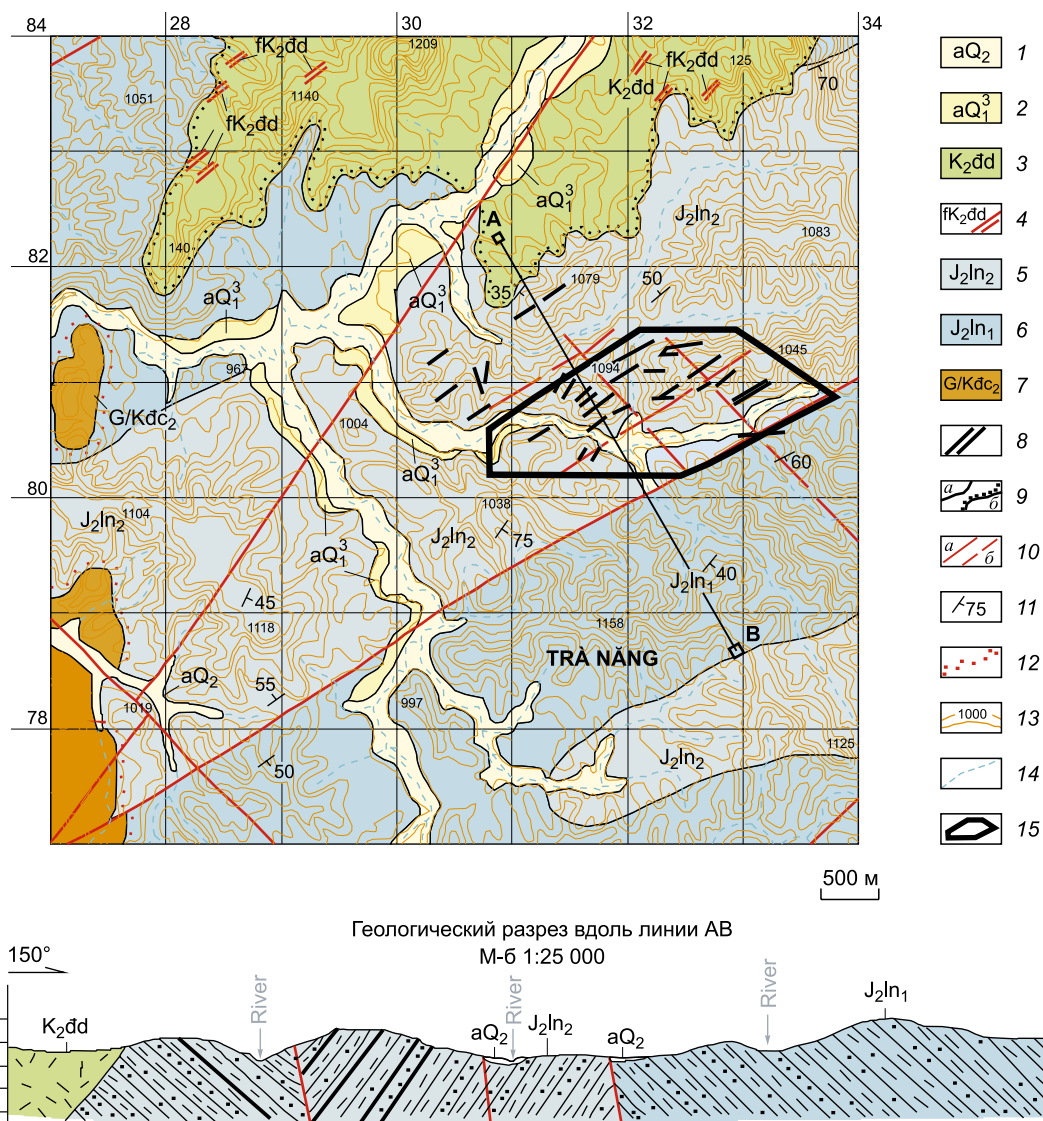 84
28
30
32
34
82
80
78
1209
fK₂đd
1051
1140
fK₂đd
fK₂đd
125
K₂đd
70
aQ₁³
A
J₂ln₂
1083
140
aQ₁³
aQ₁³
35
1079
50
967
G/Kđc₂
1094
1045
1004
aQ₁³
60
J₂ln₂
1104
1038
aQ₁³
J₂ln₂
75
J₂ln₁
40
45
1118
1158
B
TRÀ NĂNG
aQ₂
55
1019
997
J₂ln₂
1125
50
aQ₂ 1
aQ₁³ 2
K₂đd 3
fK₂đd 4
J₂ln₂ 5
J₂ln₁ 6
G/Kđc₂ 7
8
а б 9
а б 10
75 11
12
1000 13
14
15
500 м
Геологический разрез вдоль линии АВ
М-б 1:25 000
150°
K₂đd
River
aQ₂
River
J₂ln₂
aQ₂
River
J₂ln₁